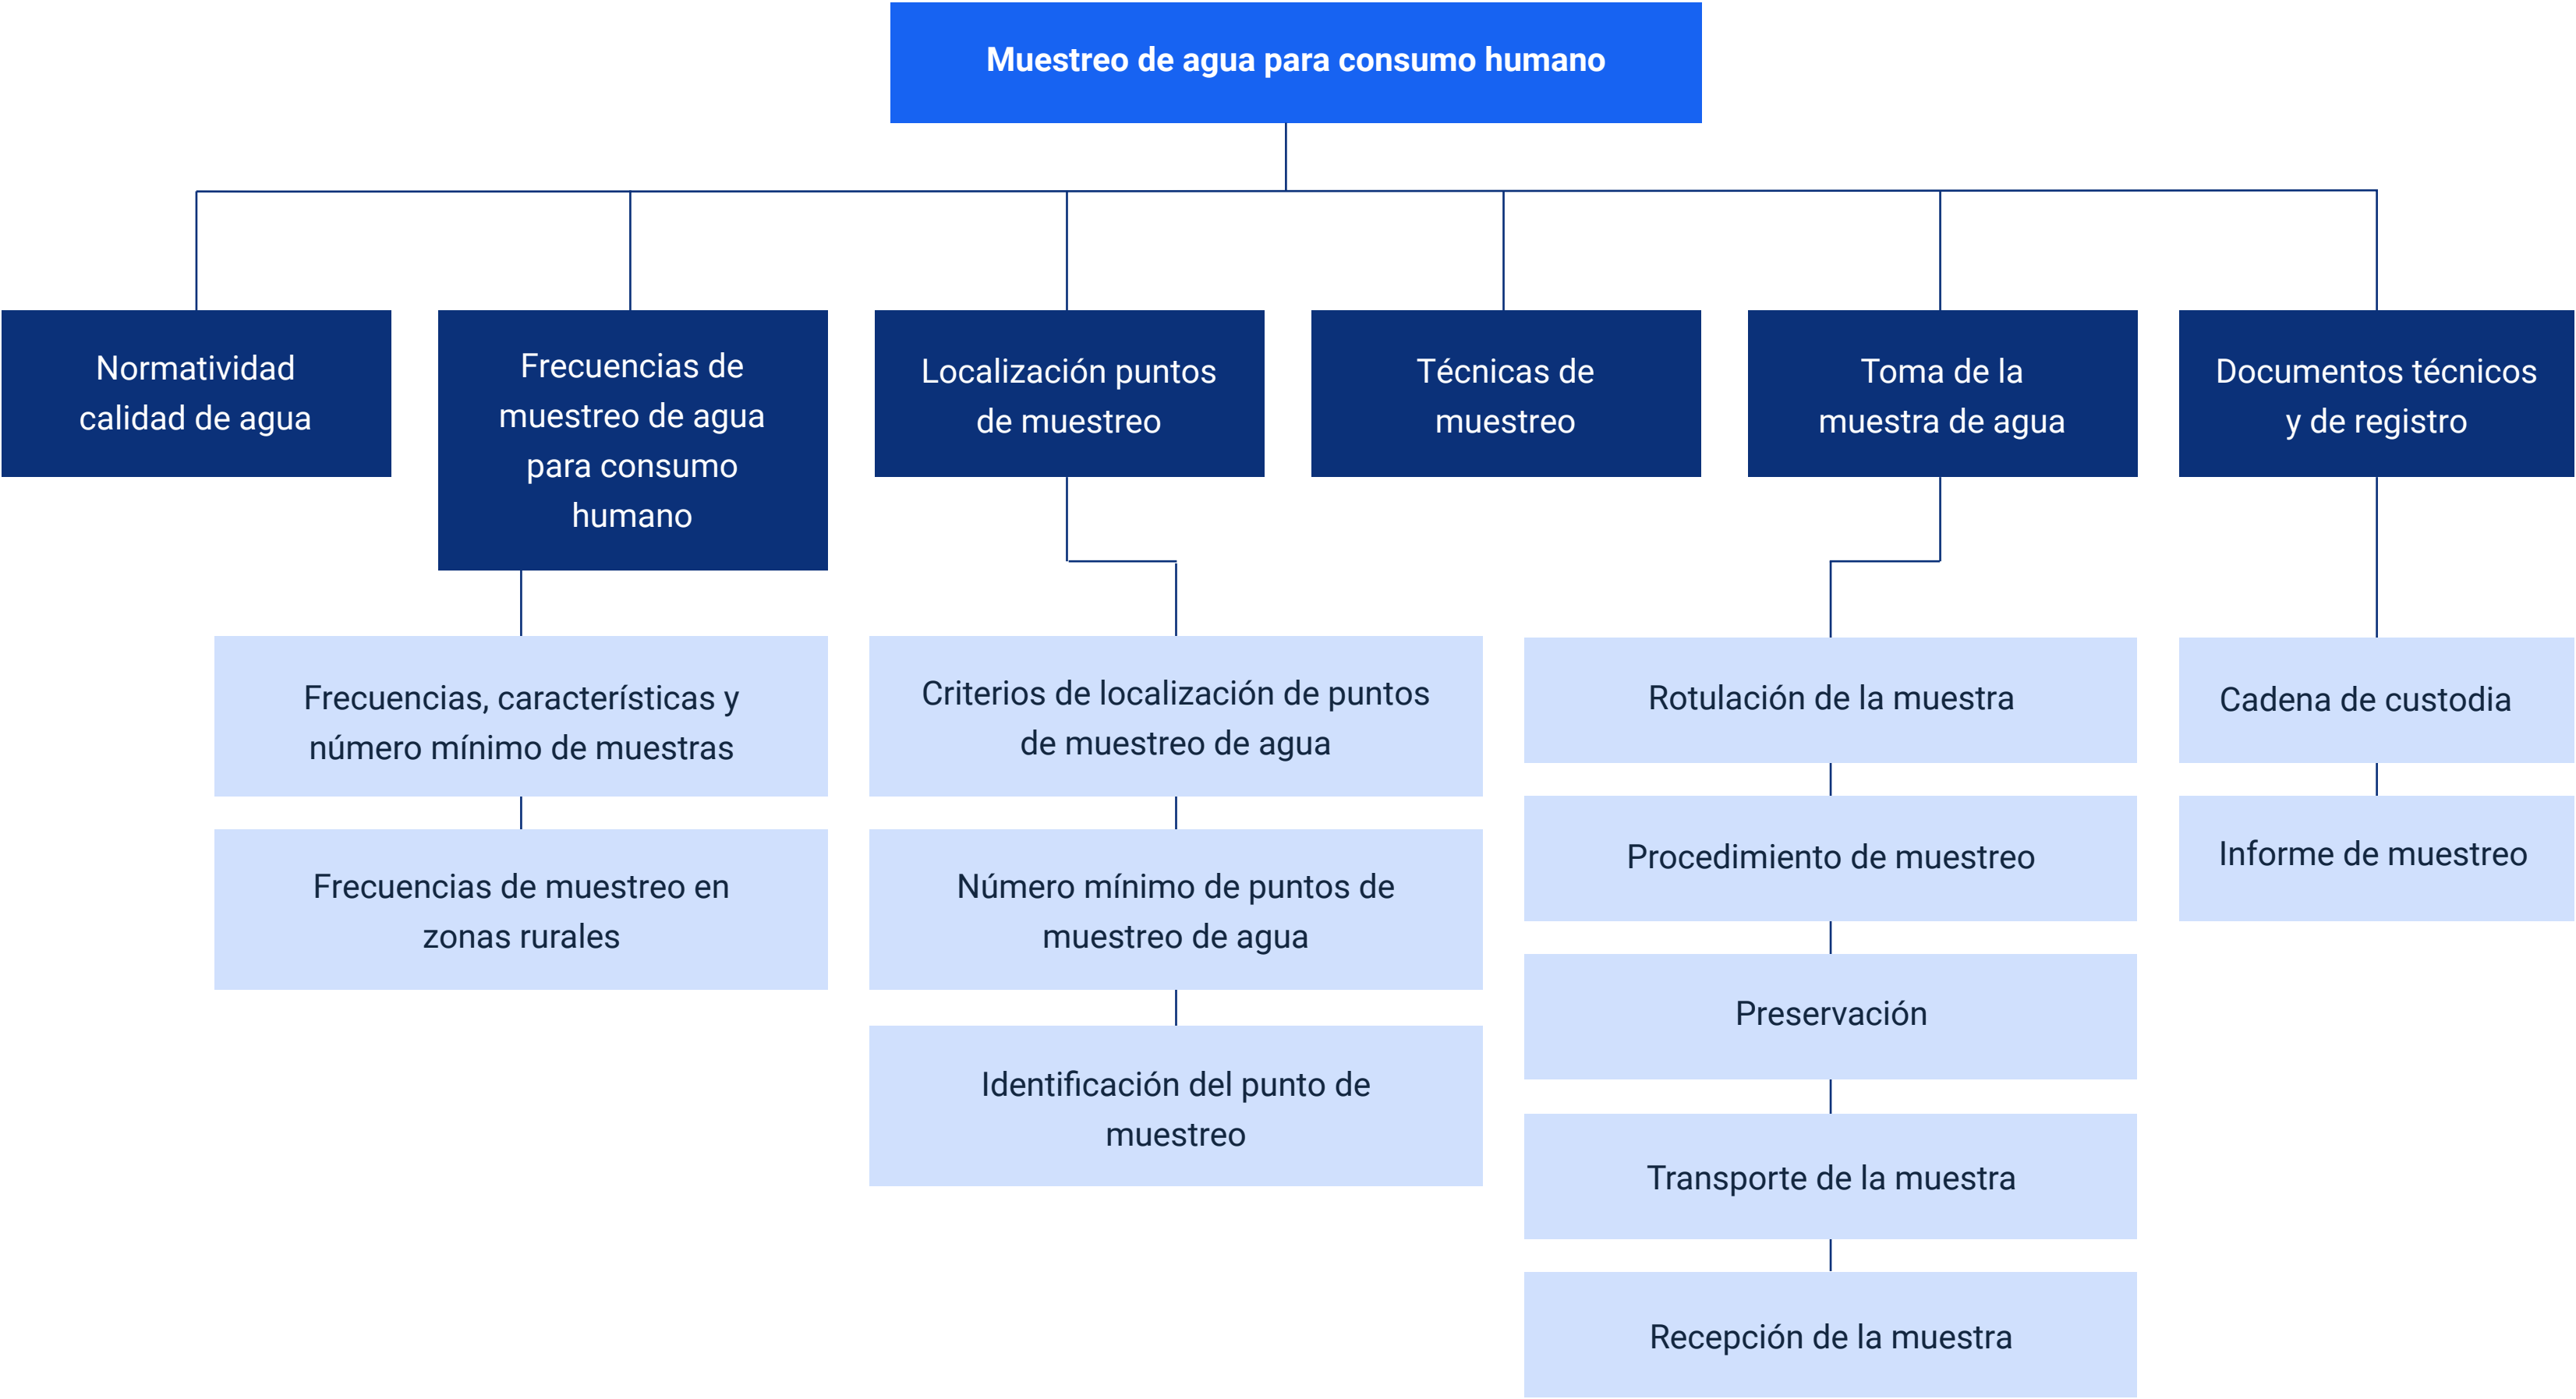 Muestreo de agua para consumo humano
Normatividad
calidad de agua
Frecuencias de
muestreo de agua
para consumo
humano
Localización puntos
de muestreo
Técnicas de
muestreo
Toma de la
muestra de agua
Documentos técnicos
y de registro
Frecuencias, características y
número mínimo de muestras
Frecuencias de muestreo en
zonas rurales
Criterios de localización de puntos
de muestreo de agua
Número mínimo de puntos de
muestreo de agua
Identificación del punto de
muestreo
Rotulación de la muestra
Procedimiento de muestreo
Preservación
Transporte de la muestra
Recepción de la muestra
Cadena de custodia
Informe de muestreo